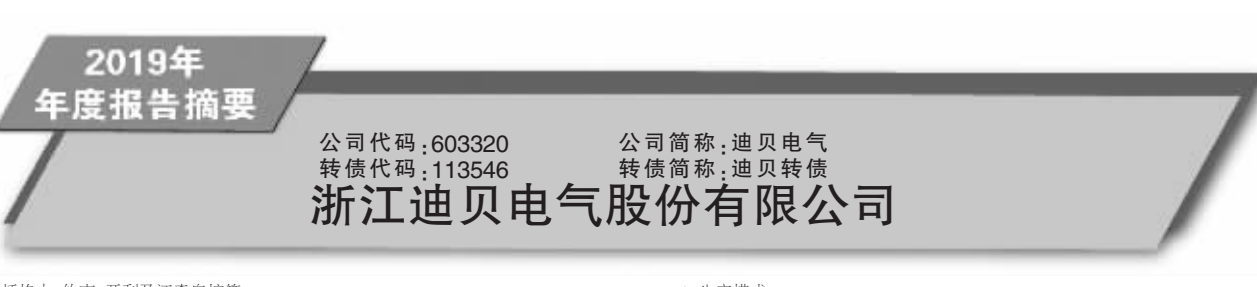 2019年
年度报告摘要
公司代码:603320 公司简称:迪贝电气
转债代码:113546 转债简称:迪贝转债
浙江迪贝电气股份有限公司